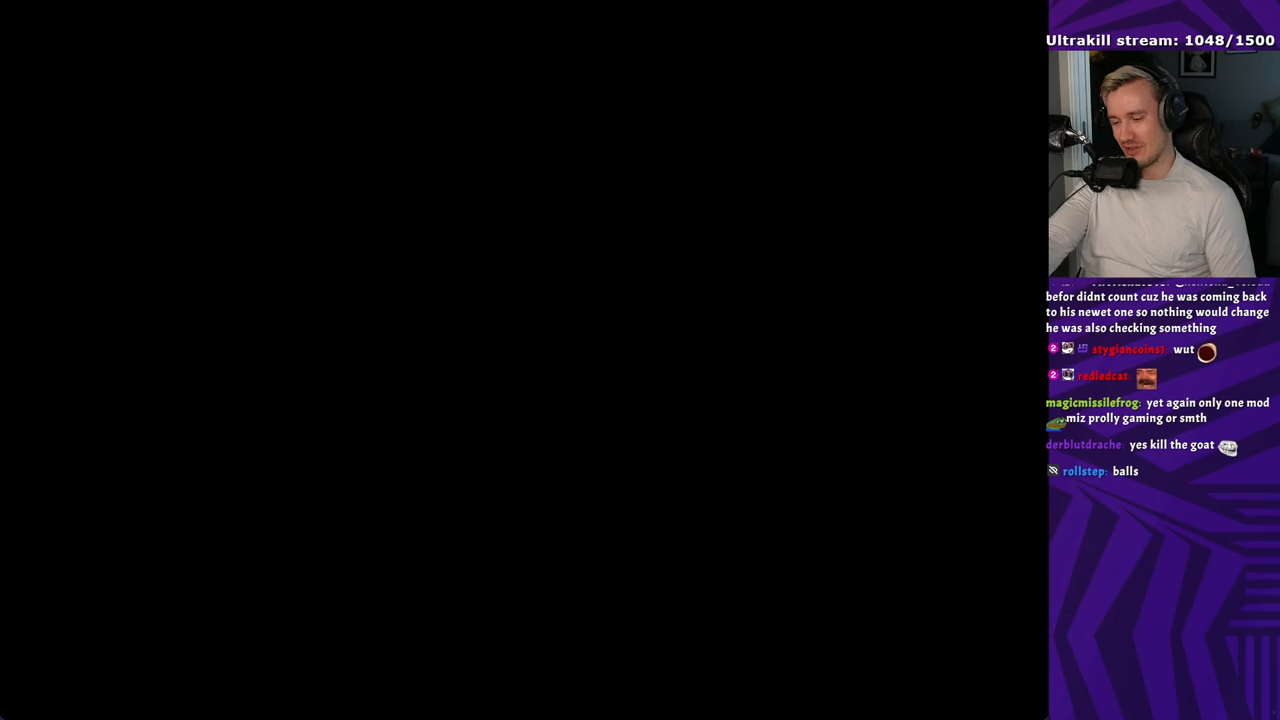 Ultrakill stream: 1048/1500
befor didnt count cuz he was coming back
to his newet one so nothing would change
he was also checking something
2 stygiancoins1: wut
2 redledcat:
magicmissilefrog: yet again only one mod
miz prolly gaming or smth
derblutdrache: yes kill the goat
rollstep: balls